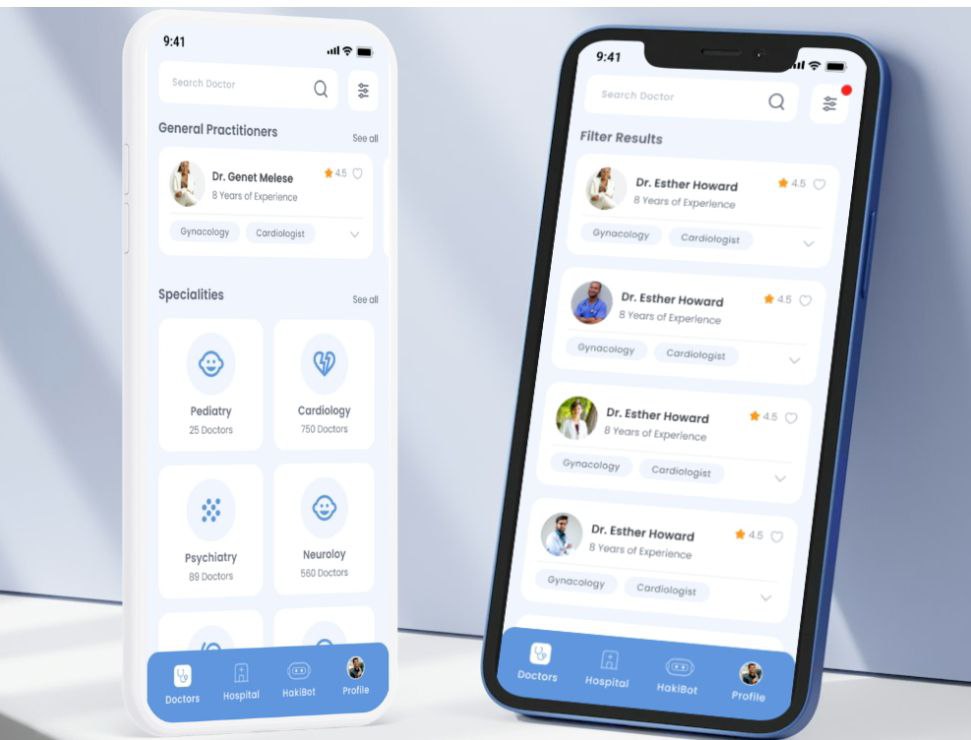 9:41
Search Doctor
General Practitioners
See all
Dr. Genet Melese
4.5
8 Years of Experience
Gynocology
Cardiologist
Specialities
See all
Pediatry
25 Doctors
Cardiology
750 Doctors
Psychiatry
89 Doctors
Neuroloy
560 Doctors
Doctors
Hospital
HakiBot
Profile
9:41
Search Doctor
Filter Results
Dr. Esther Howard
4.5
8 Years of Experience
Gynacology
Cardiologist
Dr. Esther Howard
4.5
8 Years of Experience
Gynacology
Cardiologist
Dr. Esther Howard
4.5
8 Years of Experience
Gynacology
Cardiologist
Dr. Esther Howard
4.5
8 Years of Experience
Gynacology
Cardiologist
Doctors
Hospital
HakiBot
Profile